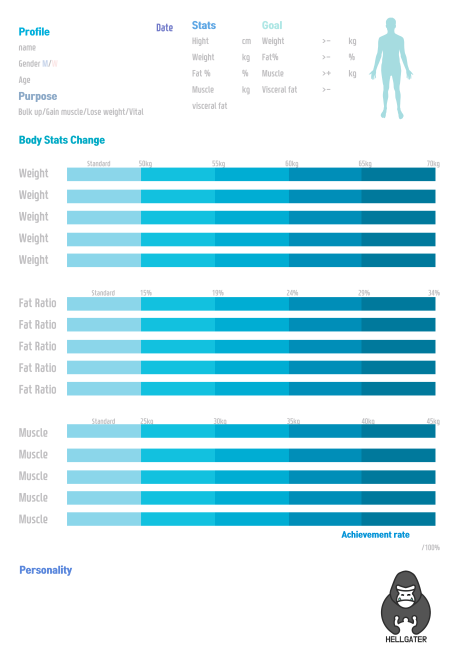 Profile
Date
Stats
Goal
name
Hight cm
Weight >- kg
Gender M/W
Weight kg
Fat% >- %
Age
Fat % %
Muscle >+ kg
Purpose
Muscle kg
Visceral fat >-
Bulk up/Gain muscle/Lose weight/Vital
visceral fat
Body Stats Change
Standard 50kg 55kg 60kg 65kg 70kg
Weight
Weight
Weight
Weight
Weight
Standard 15% 19% 24% 29% 34%
Fat Ratio
Fat Ratio
Fat Ratio
Fat Ratio
Fat Ratio
Standard 25kg 30kg 35kg 40kg 45kg
Muscle
Muscle
Muscle
Muscle
Muscle
Achievement rate
/100%
Personality
HELLGATER